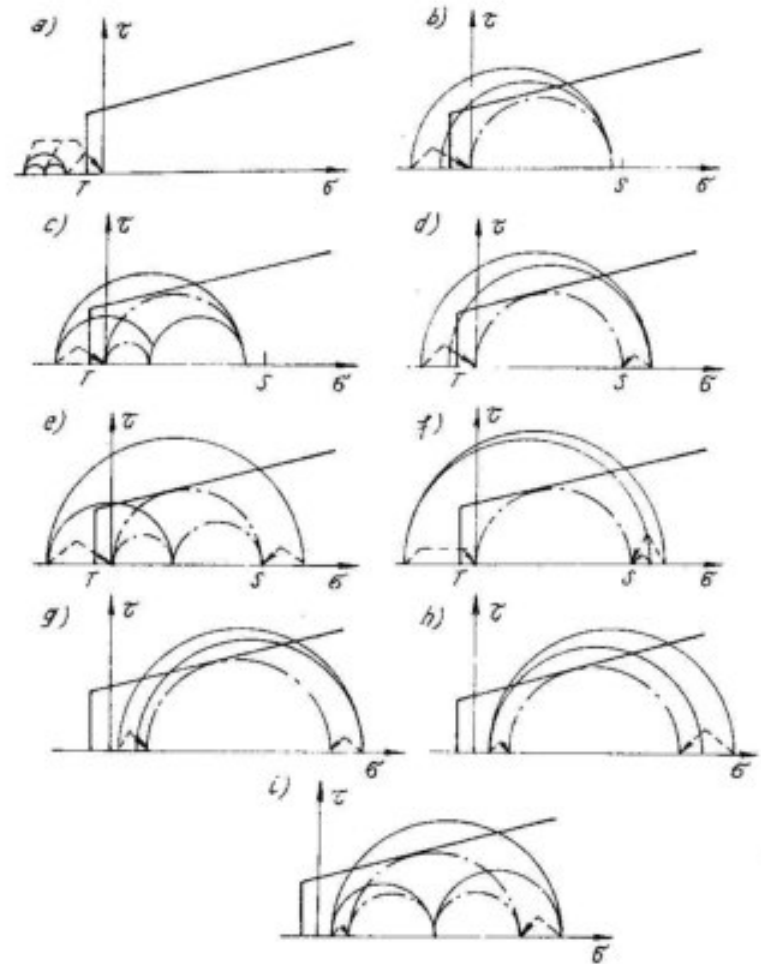 a) τ
T σ
b) τ
S σ
c) τ
T S σ
d) τ
T S σ
e) τ
T S σ
f) τ
T S σ
g) τ
σ
h) τ
σ
i) τ
σ